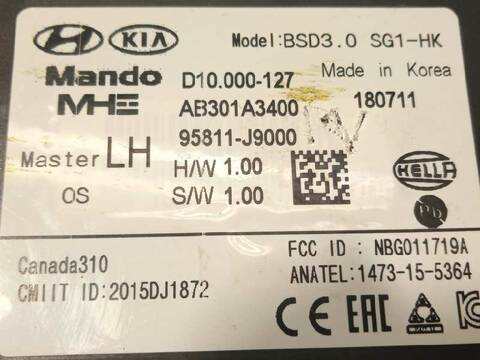 KIA Model:BSD3.0 SG1-HK
Mando D10.000-127 Made in Korea
MHE AB301A3400 180711
95811-J9000
Master LH H/W 1.00 HELLA
OS S/W 1.00 Pb
FCC ID : NBG011719A
Canada310 ANATEL:1473-15-5364
CMIIT ID:2015DJ1872
CE EAC